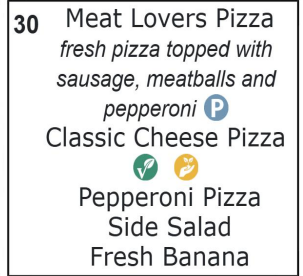 30
Meat Lovers Pizza
fresh pizza topped with
sausage, meatballs and
pepperoni P
Classic Cheese Pizza
Pepperoni Pizza
Side Salad
Fresh Banana